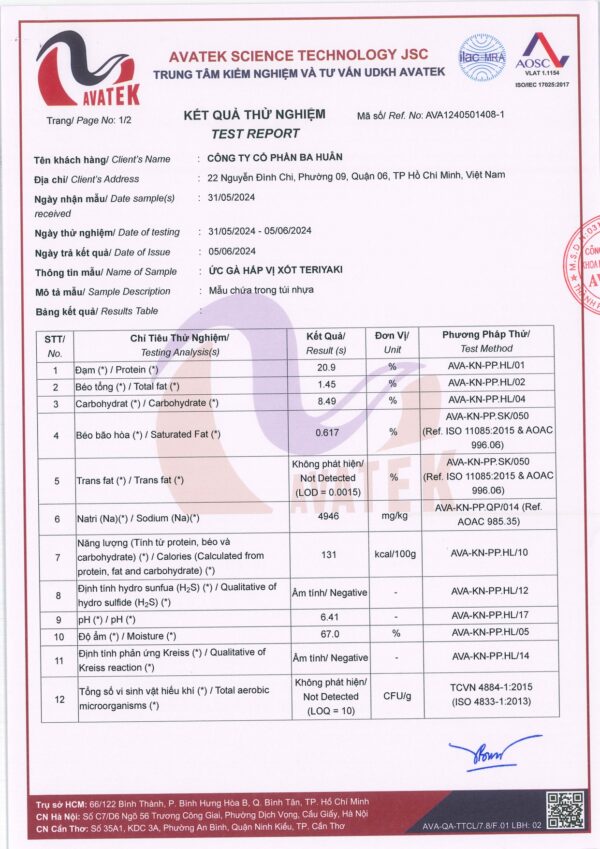 AVATEK
AVATEK SCIENCE TECHNOLOGY JSC
TRUNG TÂM KIỂM NGHIỆM VÀ TƯ VẤN UDKH AVATEK
ilac-MRA
AOSC
VLAT 1.1154
ISO/IEC 17025:2017
Trang/ Page No: 1/2
KẾT QUẢ THỬ NGHIỆM
TEST REPORT
Mã số/ Ref. No: AVA1240501408-1
Tên khách hàng/ Client's Name : CÔNG TY CỔ PHẦN BA HUÂN
Địa chỉ/ Client's Address : 22 Nguyễn Đình Chi, Phường 09, Quận 06, TP Hồ Chí Minh, Việt Nam
Ngày nhận mẫu/ Date sample(s) received : 31/05/2024
Ngày thử nghiệm/ Date of testing : 31/05/2024 - 05/06/2024
Ngày trả kết quả/ Date of Issue : 05/06/2024
Thông tin mẫu/ Name of Sample : ỨC GÀ HẤP VỊ XỐT TERIYAKI
Mô tả mẫu/ Sample Description : Mẫu chứa trong túi nhựa
Bảng kết quả/ Results Table :
STT/ No. Chỉ Tiêu Thử Nghiệm/ Testing Analysis(s) Kết Quả/ Result (s) Đơn Vị/ Unit Phương Pháp Thử/ Test Method
1 Đạm (*) / Protein (*) 20.9 % AVA-KN-PP.HL/01
2 Béo tổng (*) / Total fat (*) 1.45 % AVA-KN-PP.HL/02
3 Carbohydrat (*) / Carbohydrate (*) 8.49 % AVA-KN-PP.HL/04
4 Béo bão hòa (*) / Saturated Fat (*) 0.617 % AVA-KN-PP.SK/050 (Ref. ISO 11085:2015 & AOAC 996.06)
5 Trans fat (*) / Trans fat (*) Không phát hiện/ Not Detected (LOD = 0.0015) % AVA-KN-PP.SK/050 (Ref. ISO 11085:2015 & AOAC 996.06)
6 Natri (Na)(*) / Sodium (Na)(*) 4946 mg/kg AVA-KN-PP.QP/014 (Ref. AOAC 985.35)
7 Năng lượng (Tính từ protein, béo và carbohydrate) (*) / Calories (Calculated from protein, fat and carbohydrate) (*) 131 kcal/100g AVA-KN-PP.HL/10
8 Định tính hydro sunfua (H₂S) (*) / Qualitative of hydro sulfide (H₂S) (*) Âm tính/ Negative - AVA-KN-PP.HL/12
9 pH (*) / pH (*) 6.41 - AVA-KN-PP.HL/17
10 Độ ẩm (*) / Moisture (*) 67.0 % AVA-KN-PP.HL/05
11 Định tính phản ứng Kreiss (*) / Qualitative of Kreiss reaction (*) Âm tính/ Negative - AVA-KN-PP.HL/14
12 Tổng số vi sinh vật hiếu khí (*) / Total aerobic microorganisms (*) Không phát hiện/ Not Detected (LOQ = 10) CFU/g TCVN 4884-1:2015 (ISO 4833-1:2013)
AVATEK
Trụ sở HCM: 66/122 Bình Thành, P. Bình Hưng Hòa B, Q. Bình Tân, TP. Hồ Chí Minh
CN Hà Nội: Số C7/D6 Ngõ 56 Trương Công Giai, Phường Dịch Vọng, Cầu Giấy, Hà Nội
CN Cần Thơ: Số 35A1, KDC 3A, Phường An Bình, Quận Ninh Kiều, TP. Cần Thơ
AVA-QA-TTCL/7.8/F.01 LBH: 02